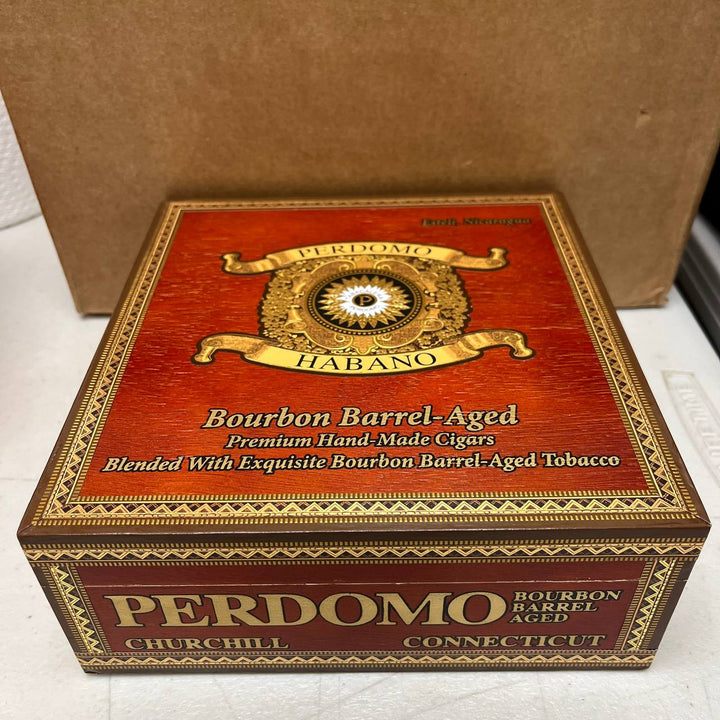 Estelí, Nicaragua
PERDOMO
P
HABANO
Bourbon Barrel-Aged
Premium Hand-Made Cigars
Blended With Exquisite Bourbon Barrel-Aged Tobacco
PERDOMO
BOURBON
BARREL
AGED
CHURCHILL
CONNECTICUT